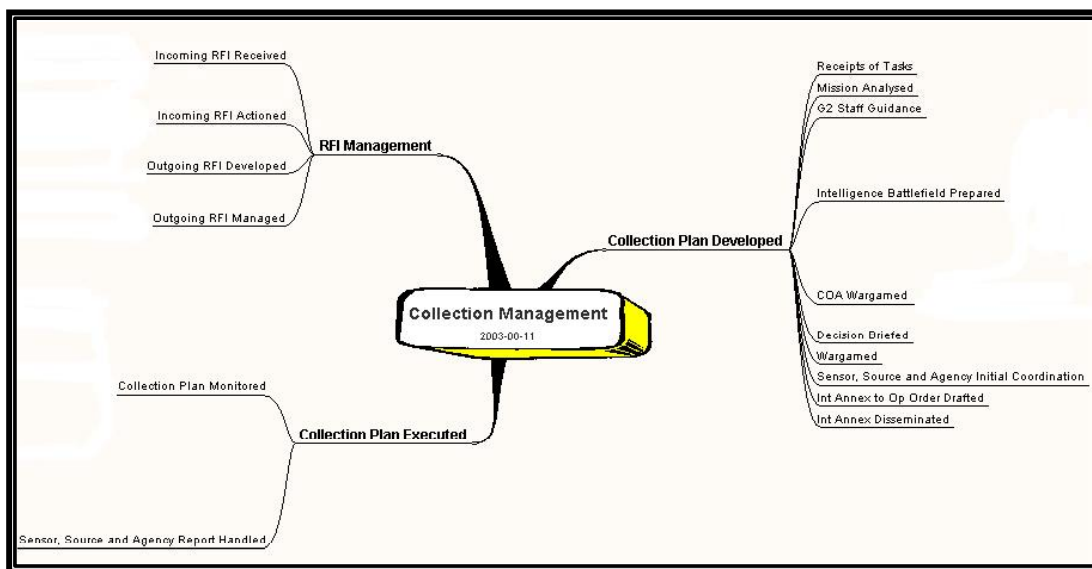 Incoming RFI Received
Incoming RFI Actioned
RFI Management
Outgoing RFI Developed
Outgoing RFI Managed
Receipts of Tasks
Mission Analysed
G2 Staff Guidance
Intelligence Battlefield Prepared
Collection Plan Developed
COA Wargamed
Decision Briefed
Wargamed
Sensor, Source and Agency Initial Coordination
Int Annex to Op Order Drafted
Int Annex Disseminated
Collection Management
2003-00-11
Collection Plan Monitored
Collection Plan Executed
Sensor, Source and Agency Report Handled